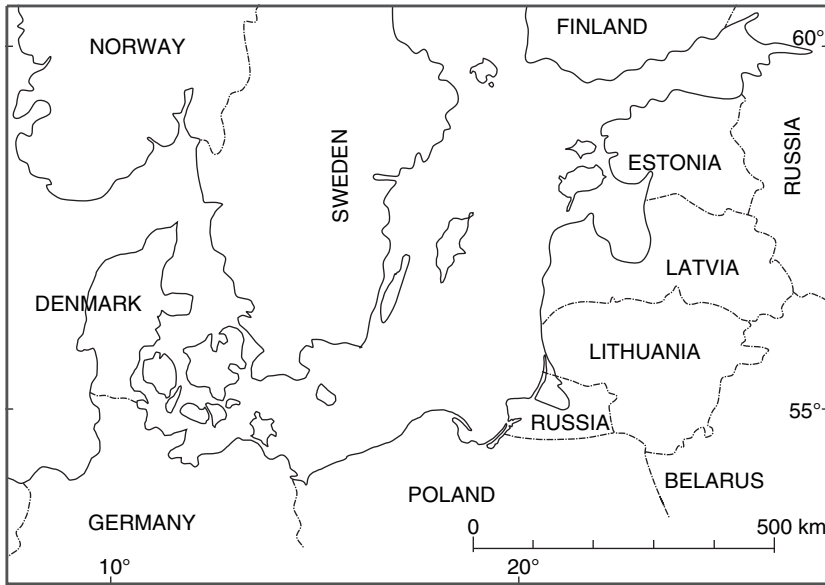 NORWAY
FINLAND
60°
SWEDEN
ESTONIA
RUSSIA
LATVIA
DENMARK
LITHUANIA
RUSSIA
55°
BELARUS
POLAND
GERMANY
0 500 km
10° 20°